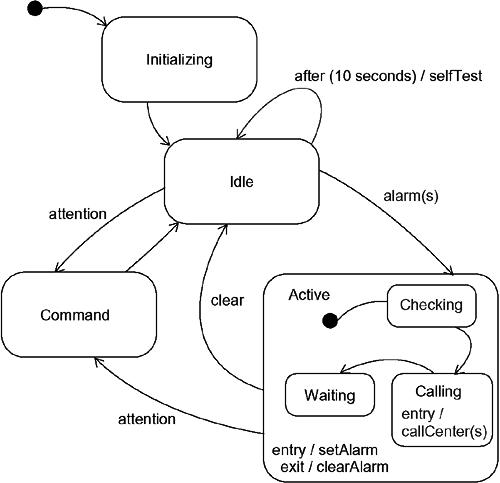 Initializing
after (10 seconds) / selfTest
Idle
attention
alarm(s)
Active
Checking
clear
Command
Waiting
Calling
entry /
callCenter(s)
attention
entry / setAlarm
exit / clearAlarm